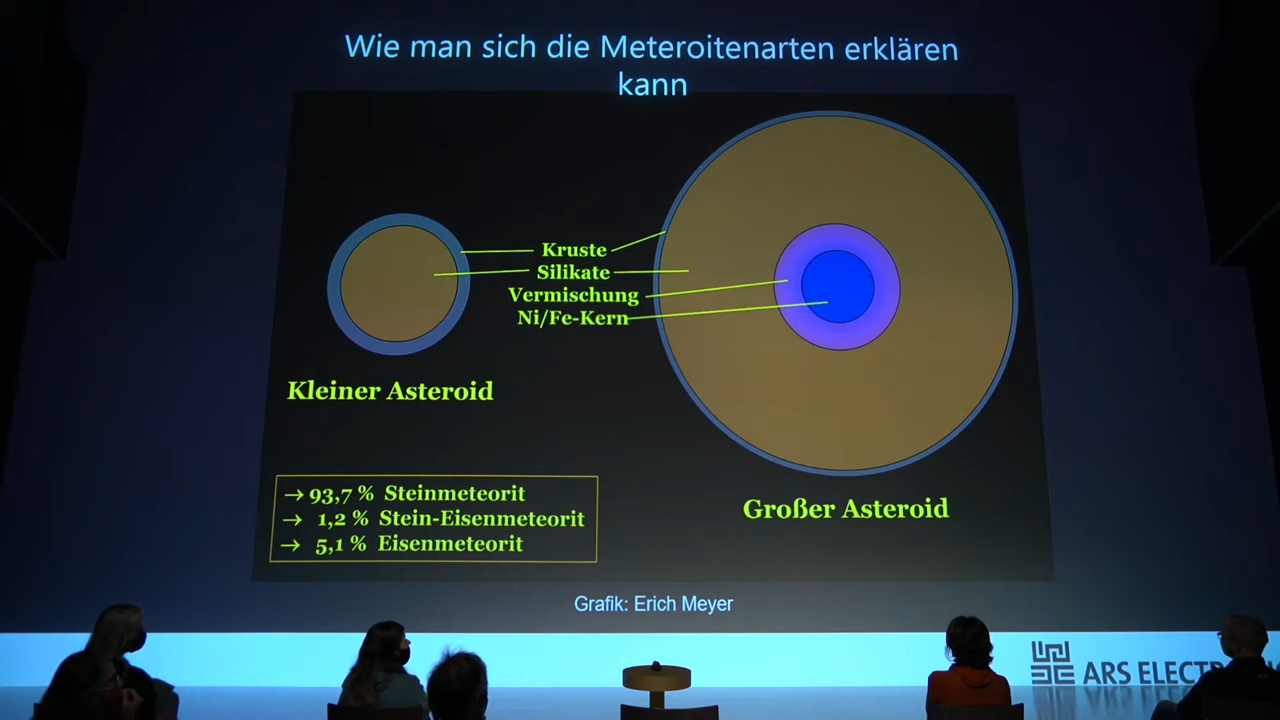 Wie man sich die Meteroitenarten erklären
kann
Kruste
Silikate
Vermischung
Ni/Fe-Kern
Kleiner Asteroid
Großer Asteroid
→ 93,7 % Steinmeteorit
→ 1,2 % Stein-Eisenmeteorit
→ 5,1 % Eisenmeteorit
Grafik: Erich Meyer
ARS